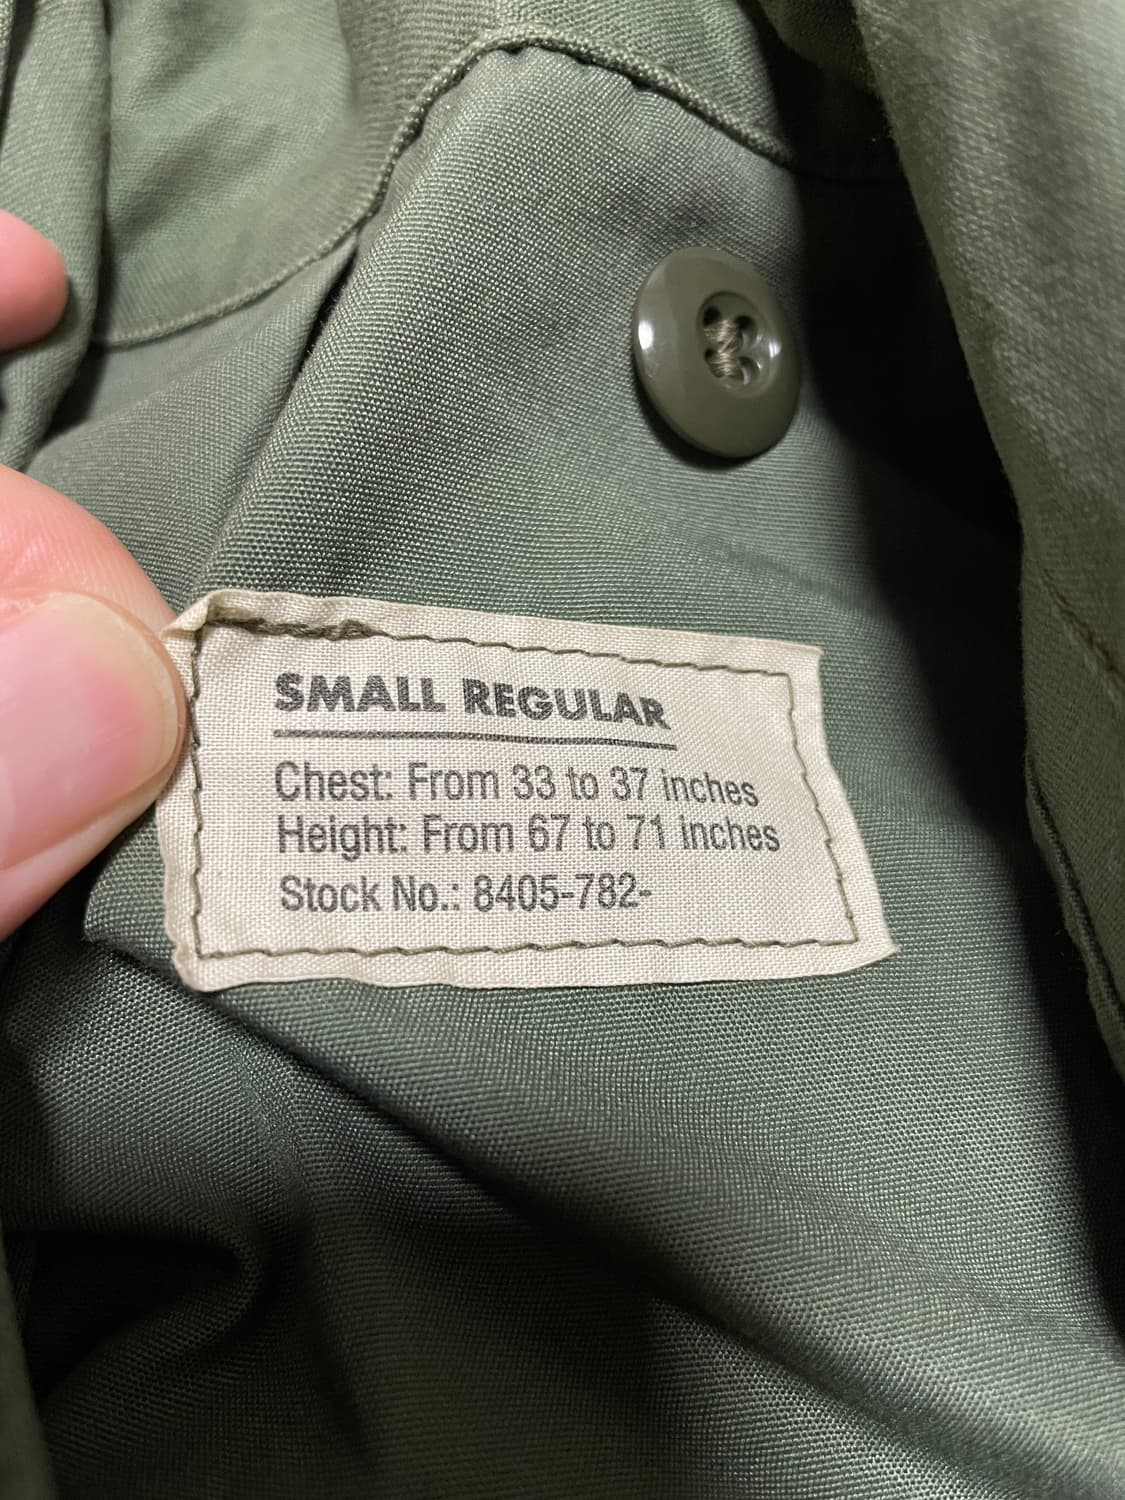 SMALL REGULAR
Chest: From 33 to 37 inches
Height: From 67 to 71 inches
Stock No.: 8405-782-